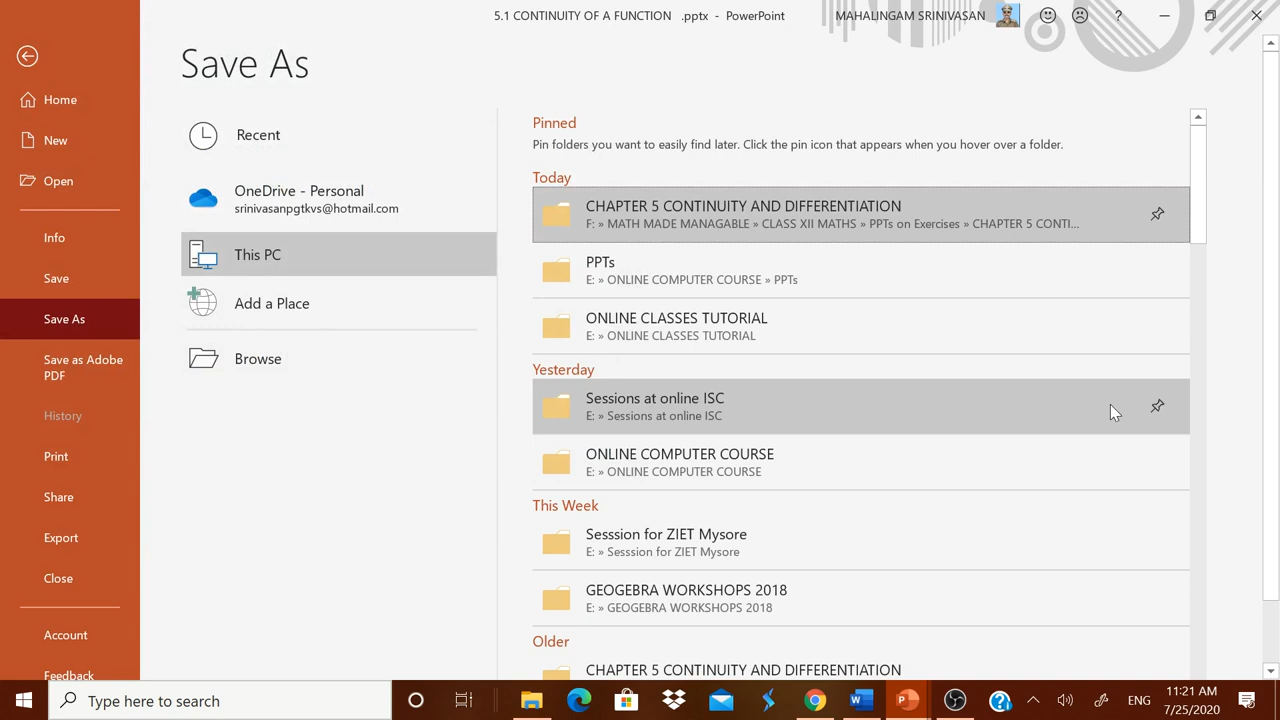 5.1 CONTINUITY OF A FUNCTION .pptx - PowerPoint
MAHALINGAM SRINIVASAN
?
Save As
Home
New
Open
Info
Save
Save As
Save as Adobe
PDF
History
Print
Share
Export
Close
Account
Feedback
Recent
OneDrive - Personal
srinivasanpgtkvs@hotmail.com
This PC
Add a Place
Browse
Pinned
Pin folders you want to easily find later. Click the pin icon that appears when you hover over a folder.
Today
CHAPTER 5 CONTINUITY AND DIFFERENTIATION
F: » MATH MADE MANAGABLE » CLASS XII MATHS » PPTs on Exercises » CHAPTER 5 CONTI...
PPTs
E: » ONLINE COMPUTER COURSE » PPTs
ONLINE CLASSES TUTORIAL
E: » ONLINE CLASSES TUTORIAL
Yesterday
Sessions at online ISC
E: » Sessions at online ISC
ONLINE COMPUTER COURSE
E: » ONLINE COMPUTER COURSE
This Week
Sesssion for ZIET Mysore
E: » Sesssion for ZIET Mysore
GEOGEBRA WORKSHOPS 2018
E: » GEOGEBRA WORKSHOPS 2018
Older
CHAPTER 5 CONTINUITY AND DIFFERENTIATION
Type here to search
ENG
11:21 AM
7/25/2020